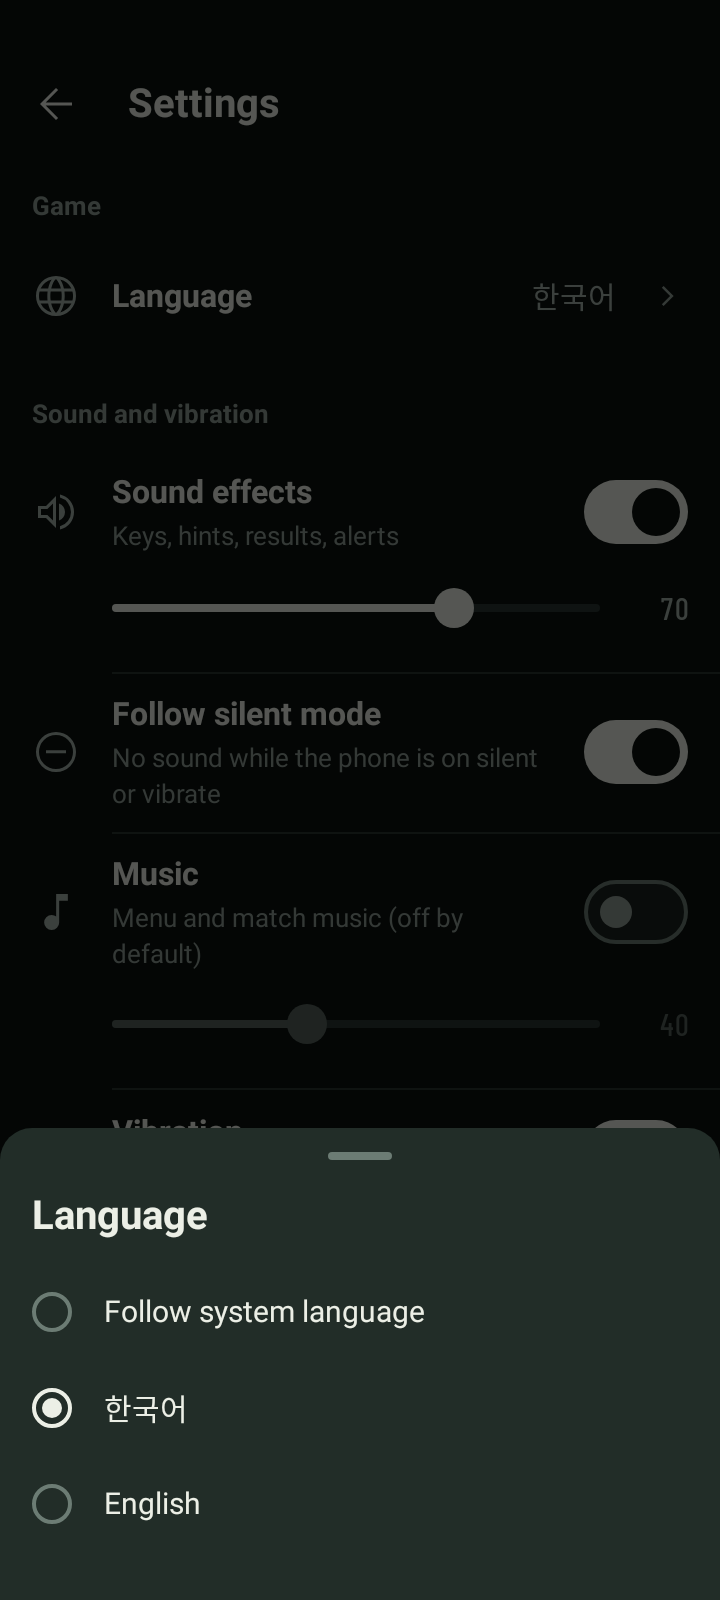 Settings
Game
Language
한국어
Sound and vibration
Sound effects
Keys, hints, results, alerts
70
Follow silent mode
No sound while the phone is on silent
or vibrate
Music
Menu and match music (off by
default)
40
Vibration
Language
Follow system language
한국어
English